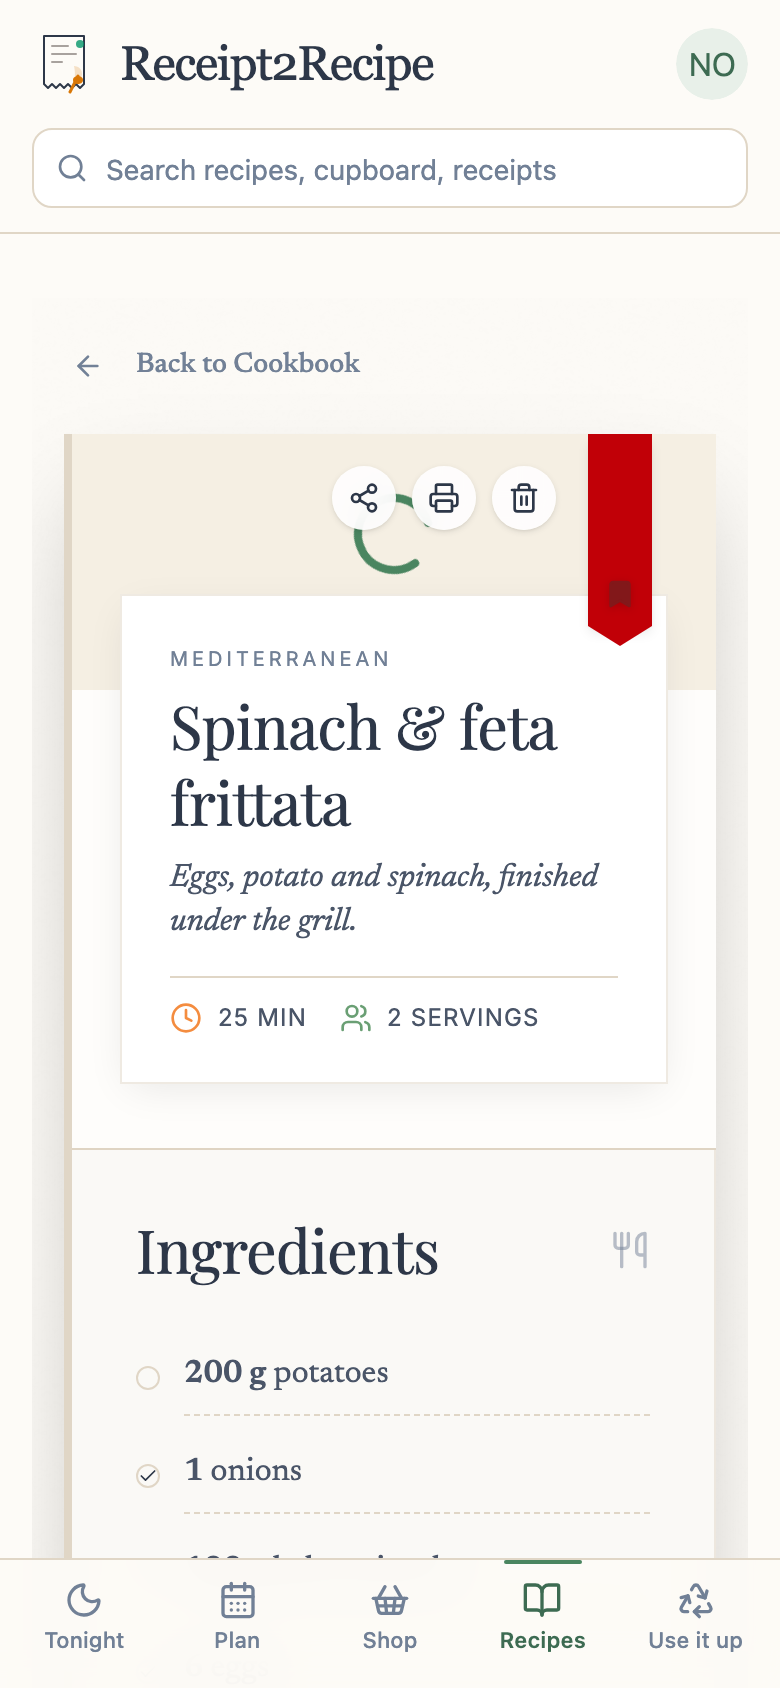 Receipt2Recipe
NO
Search recipes, cupboard, receipts
Back to Cookbook
MEDITERRANEAN
Spinach & feta
frittata
Eggs, potato and spinach, finished
under the grill.
25 MIN
2 SERVINGS
Ingredients
200 g potatoes
1 onions
Tonight
Plan
Shop
Recipes
Use it up